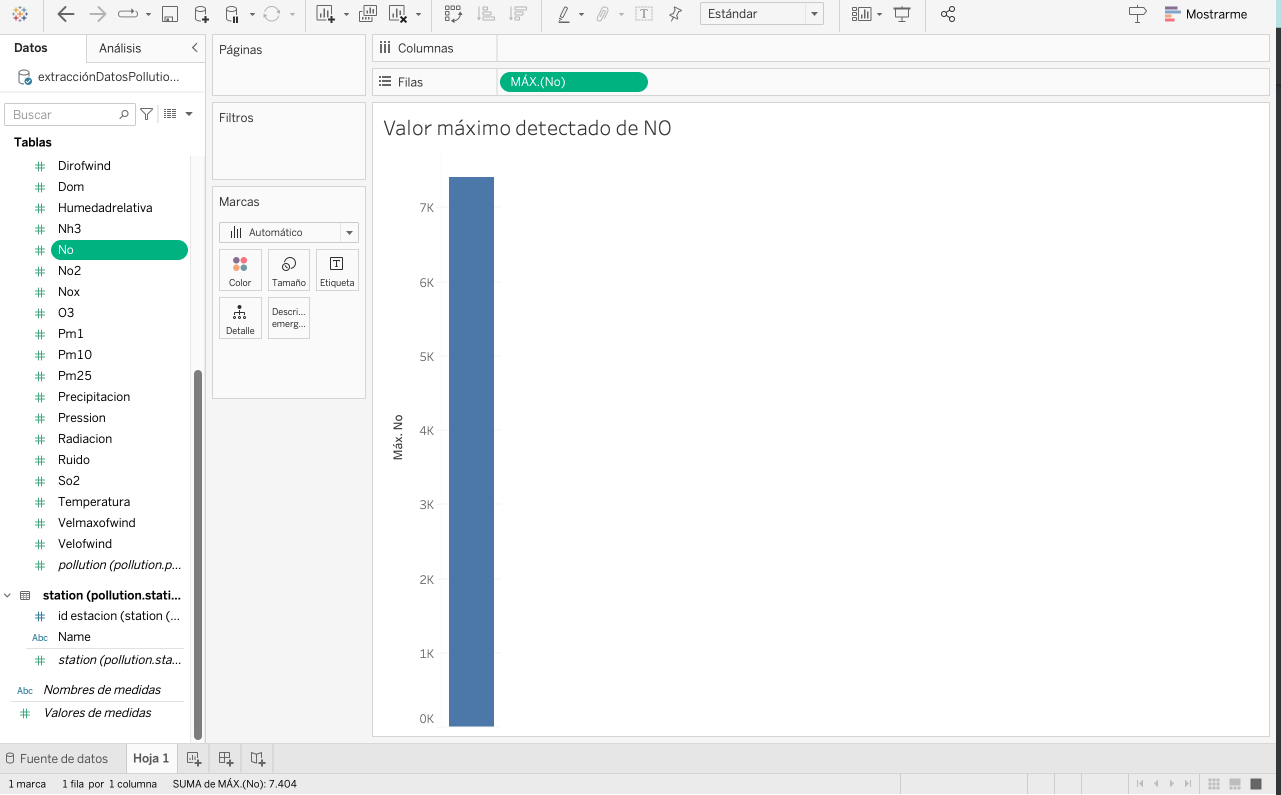 Estándar
Mostrarme
Datos
Análisis
extracciónDatosPollutio...
Buscar
Tablas
Dirofwind
Dom
Humedadrelativa
Nh3
No
No2
Nox
O3
Pm1
Pm10
Pm25
Precipitacion
Pression
Radiacion
Ruido
So2
Temperatura
Velmaxofwind
Velofwind
pollution (pollution.p...
station (pollution.stati...
id estacion (station (...
Abc Name
station (pollution.sta...
Abc Nombres de medidas
Valores de medidas
Páginas
Filtros
Marcas
Automático
Color
Tamaño
Etiqueta
Detalle
Descri...
emerg...
Columnas
Filas
MÁX.(No)
Valor máximo detectado de NO
Máx. No
7K
6K
5K
4K
3K
2K
1K
0K
Fuente de datos
Hoja 1
1 marca
1 fila por 1 columna
SUMA de MÁX.(No): 7.404